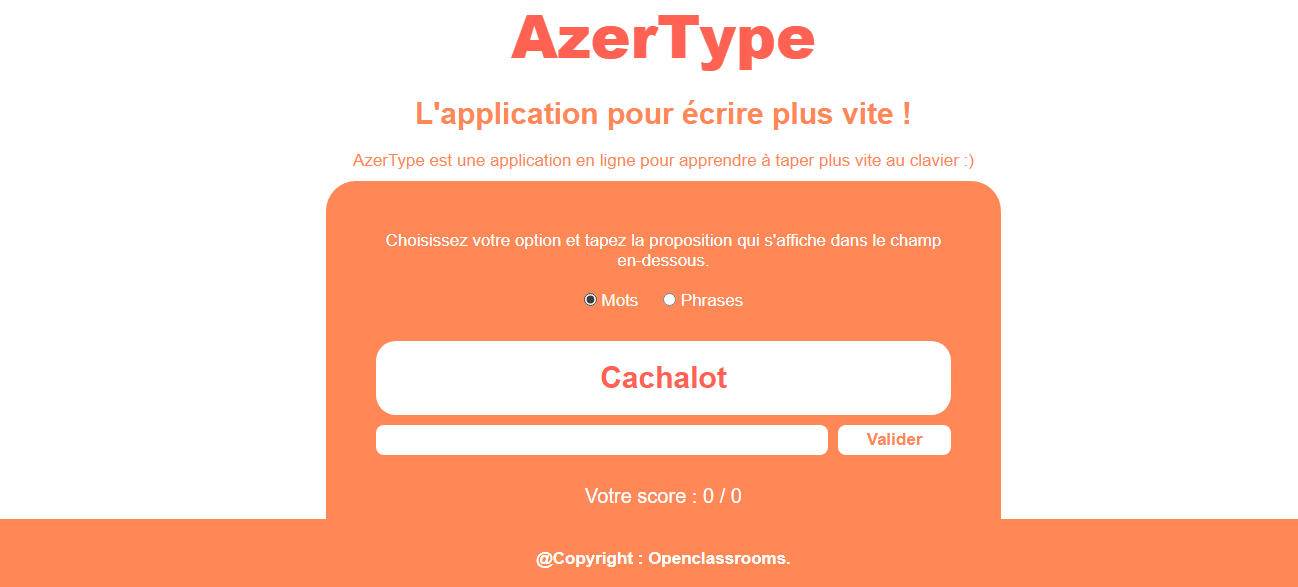 AzerType
L'application pour écrire plus vite !
AzerType est une application en ligne pour apprendre à taper plus vite au clavier :)
Choisissez votre option et tapez la proposition qui s'affiche dans le champ
en-dessous.
Mots Phrases
Cachalot
Valider
Votre score : 0 / 0
@Copyright : Openclassrooms.